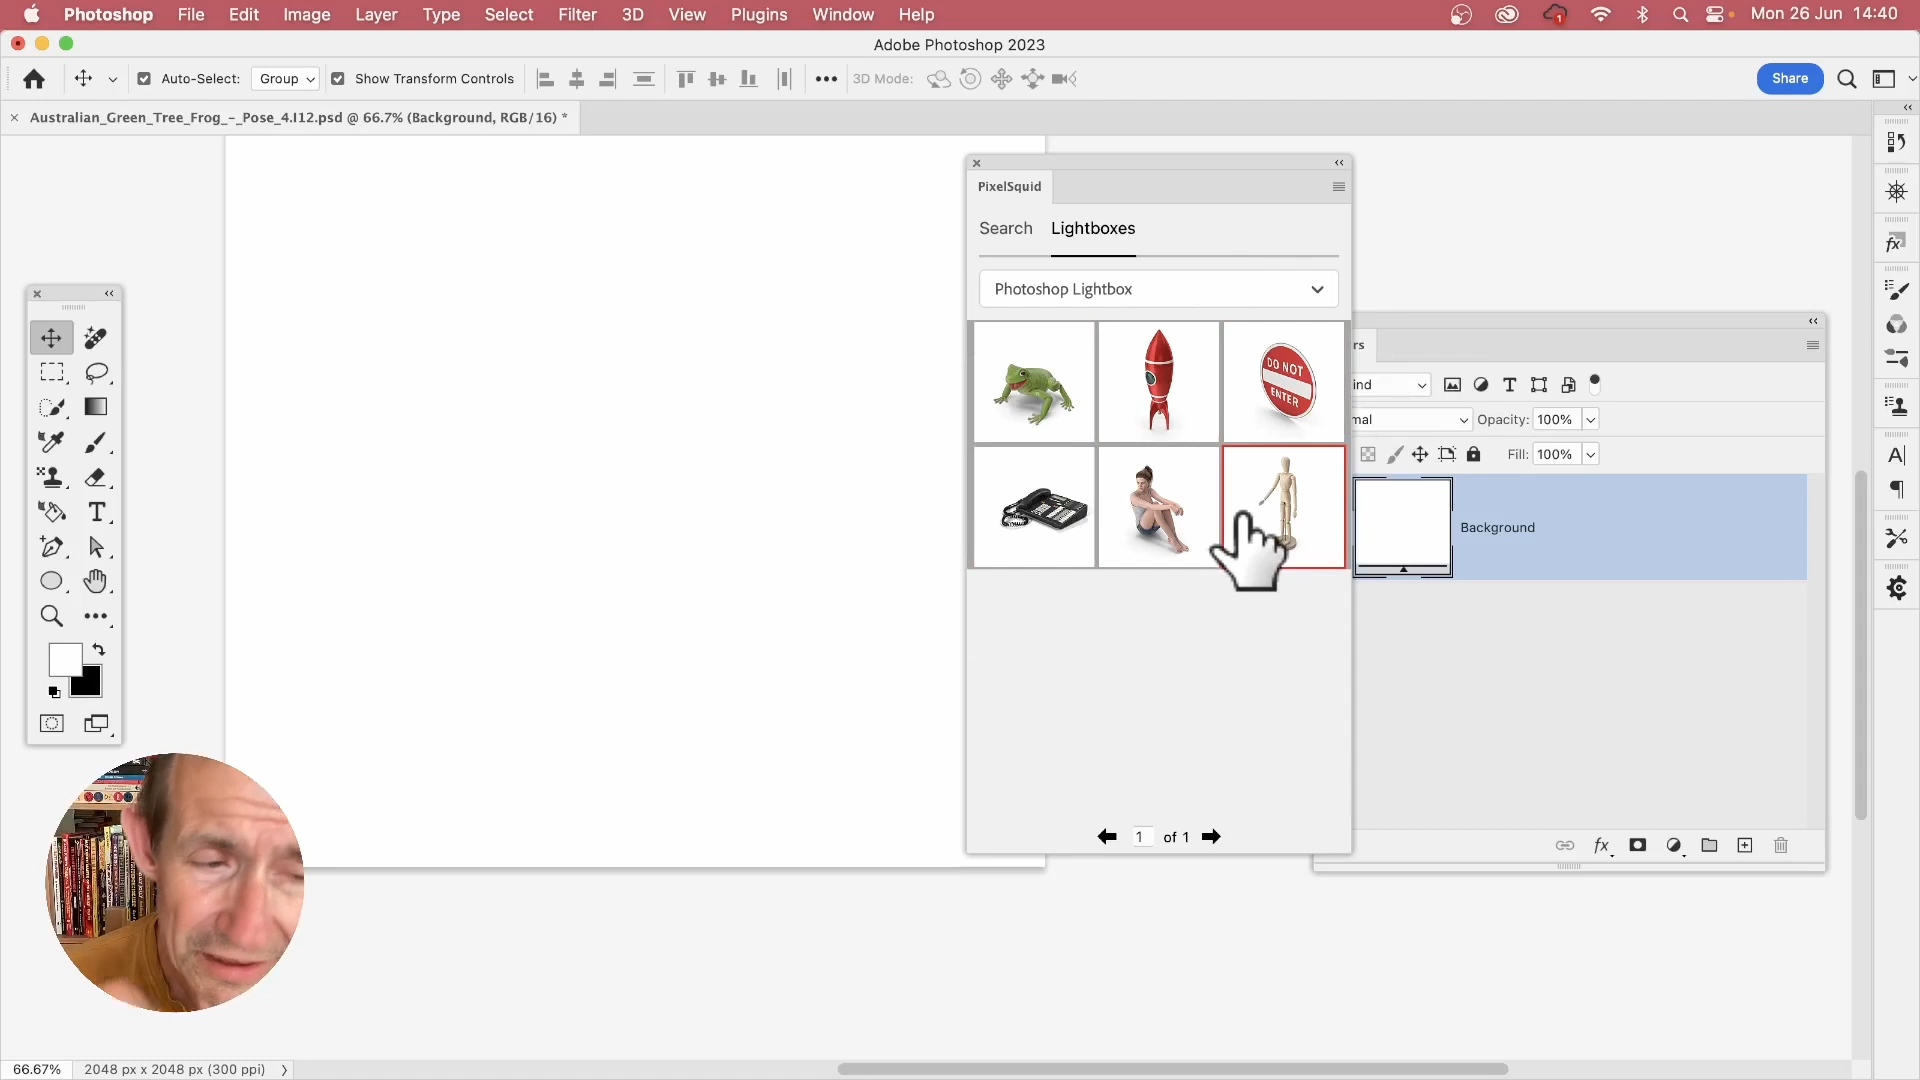 Photoshop File Edit Image Layer Type Select Filter 3D View Plugins Window Help 1 Mon 26 Jun 14:40
Adobe Photoshop 2023
Auto-Select: Group Show Transform Controls 3D Mode: Share
Australian_Green_Tree_Frog_-_Pose_4.I12.psd @ 66.7% (Background, RGB/16) *
PixelSquid
Search Lightboxes
Photoshop Lightbox
DO NOT
ENTER
rs
ind
mal Opacity: 100%
Fill: 100%
Background
1 of 1
66.67% 2048 px x 2048 px (300 ppi)